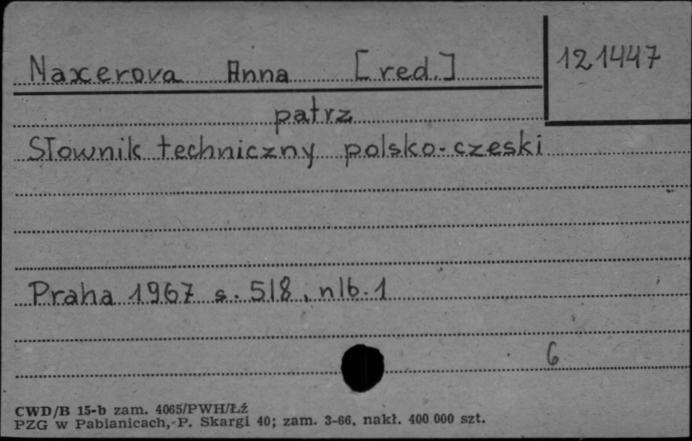 Naxerova Anna [red.]
121447
patrz
Słownik techniczny polsko-czeski
Praha 1967 s. 518, nlb. 1
6
CWD/B 15-b zam. 4065/PWH/Łź
PZG w Pabianicach, P. Skargi 40; zam. 3-66, nakł. 400 000 szt.